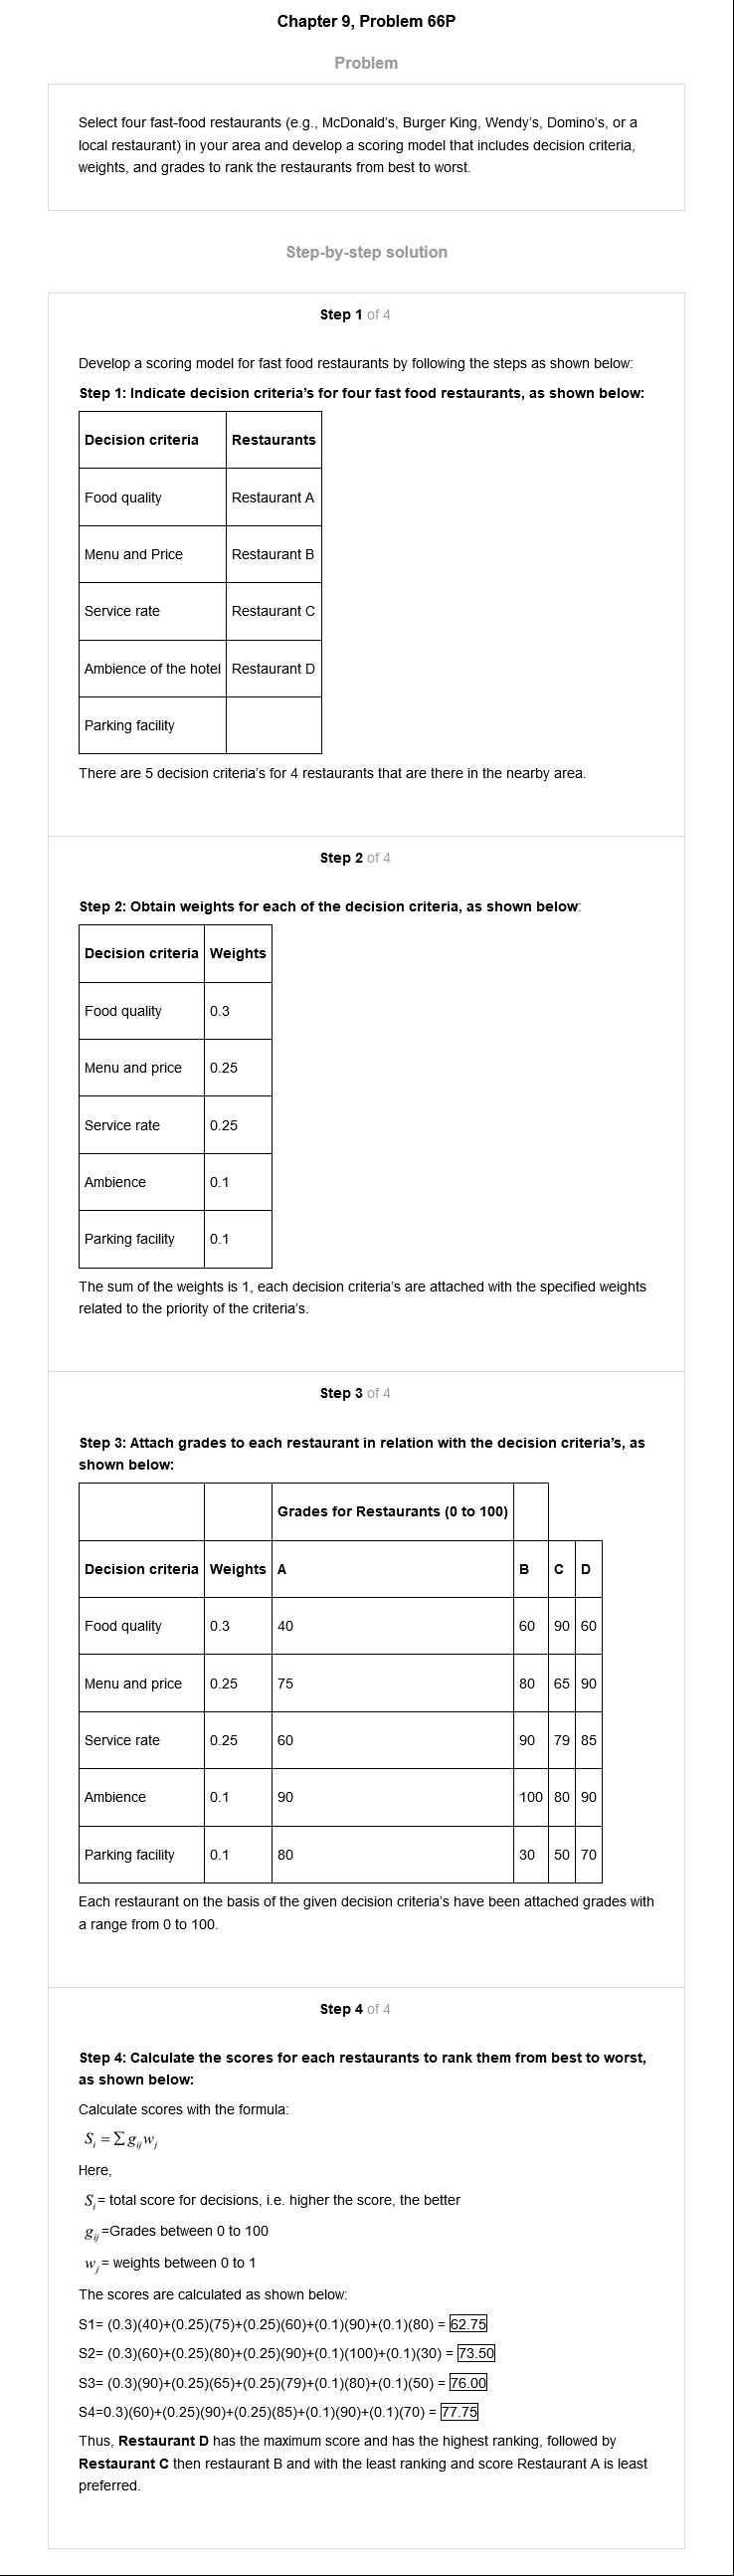 Chapter 9, Problem 66P
Problem
Select four fast-food restaurants (e.g., McDonald's, Burger King, Wendy's, Domino's, or a
local restaurant) in your area and develop a scoring model that includes decision criteria,
weights, and grades to rank the restaurants from best to worst.
Step-by-step solution
Step 1 of 4
Develop a scoring model for fast food restaurants by following the steps as shown below:
Step 1: Indicate decision criteria's for four fast food restaurants, as shown below:
Decision criteria Restaurants
Food quality Restaurant A
Menu and Price Restaurant B
Service rate Restaurant C
Ambience of the hotel Restaurant D
Parking facility
There are 5 decision criteria's for 4 restaurants that are there in the nearby area.
Step 2 of 4
Step 2: Obtain weights for each of the decision criteria, as shown below:
Decision criteria Weights
Food quality 0.3
Menu and price 0.25
Service rate 0.25
Ambience 0.1
Parking facility 0.1
The sum of the weights is 1, each decision criteria's are attached with the specified weights
related to the priority of the criteria's.
Step 3 of 4
Step 3: Attach grades to each restaurant in relation with the decision criteria's, as
shown below:
Grades for Restaurants (0 to 100)
Decision criteria Weights A B C D
Food quality 0.3 40 60 90 60
Menu and price 0.25 75 80 65 90
Service rate 0.25 60 90 79 85
Ambience 0.1 90 100 80 90
Parking facility 0.1 80 30 50 70
Each restaurant on the basis of the given decision criteria's have been attached grades with
a range from 0 to 100.
Step 4 of 4
Step 4: Calculate the scores for each restaurants to rank them from best to worst,
as shown below:
Calculate scores with the formula:
Sᵢ = Σgᵢⱼwⱼ
Here,
Sᵢ= total score for decisions, i.e. higher the score, the better
gᵢⱼ=Grades between 0 to 100
wⱼ= weights between 0 to 1
The scores are calculated as shown below:
S1= (0.3)(40)+(0.25)(75)+(0.25)(60)+(0.1)(90)+(0.1)(80) = 62.75
S2= (0.3)(60)+(0.25)(80)+(0.25)(90)+(0.1)(100)+(0.1)(30) = 73.50
S3= (0.3)(90)+(0.25)(65)+(0.25)(79)+(0.1)(80)+(0.1)(50) = 76.00
S4=0.3)(60)+(0.25)(90)+(0.25)(85)+(0.1)(90)+(0.1)(70) = 77.75
Thus, Restaurant D has the maximum score and has the highest ranking, followed by
Restaurant C then restaurant B and with the least ranking and score Restaurant A is least
preferred.